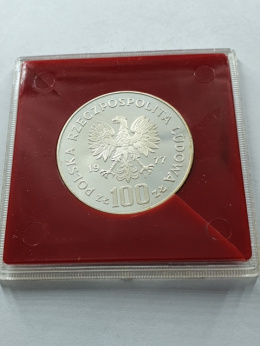 POLSKA RZECZPOSPOLITA LUDOWA
19 77
ZŁ 100 ZŁ